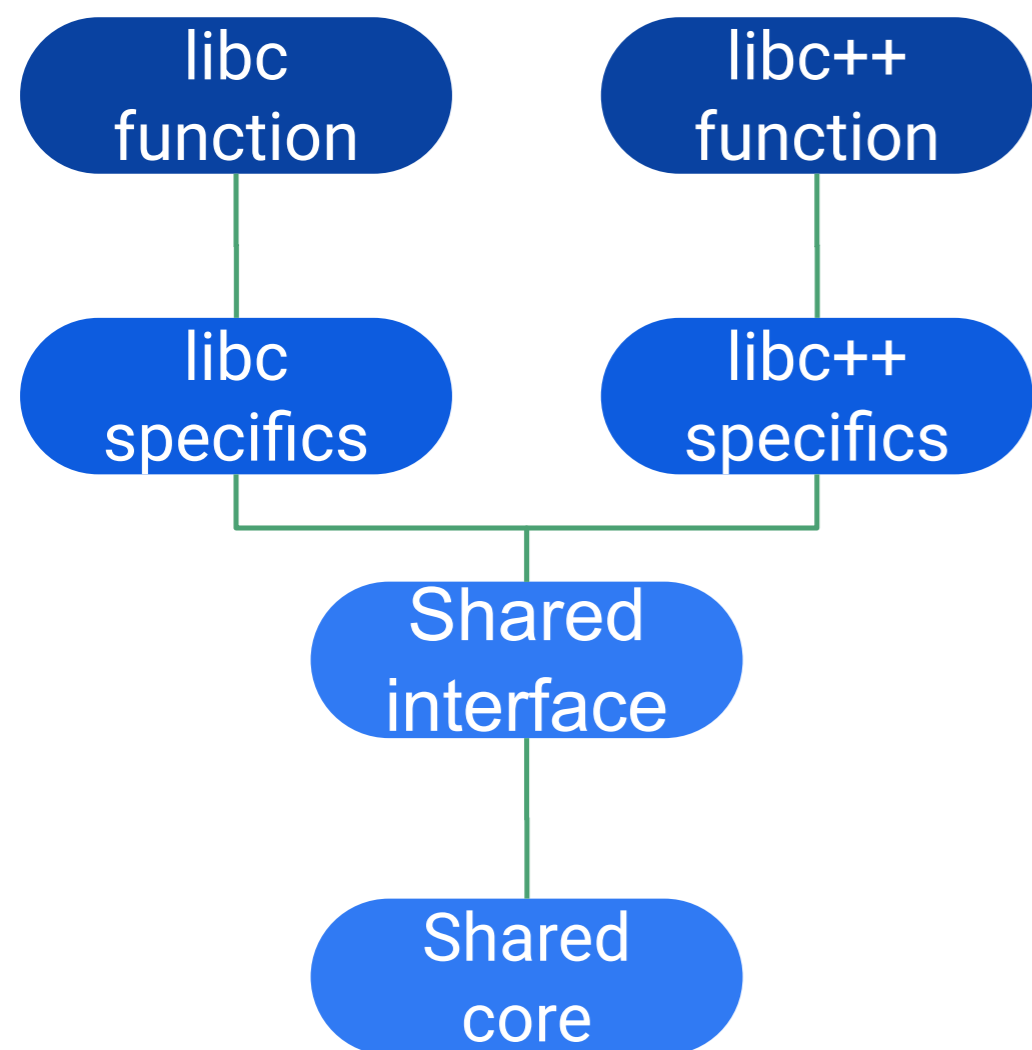 libc
function
libc++
function
libc
specifics
libc++
specifics
Shared
interface
Shared
core